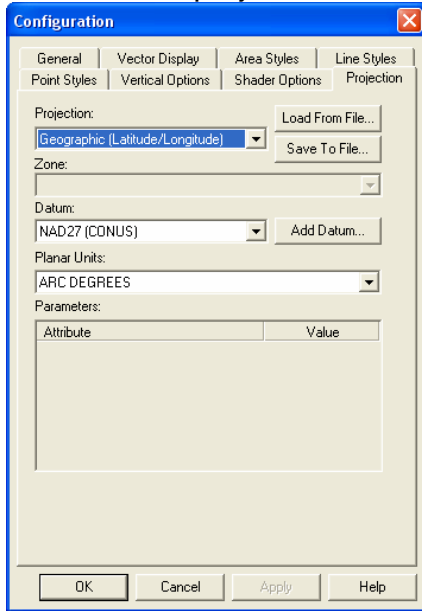 Configuration
General Vector Display Area Styles Line Styles
Point Styles Vertical Options Shader Options Projection
Projection:
Load From File...
Geographic (Latitude/Longitude)
Save To File...
Zone:
Datum:
NAD27 (CONUS)
Add Datum...
Planar Units:
ARC DEGREES
Parameters:
Attribute Value
OK Cancel Apply Help